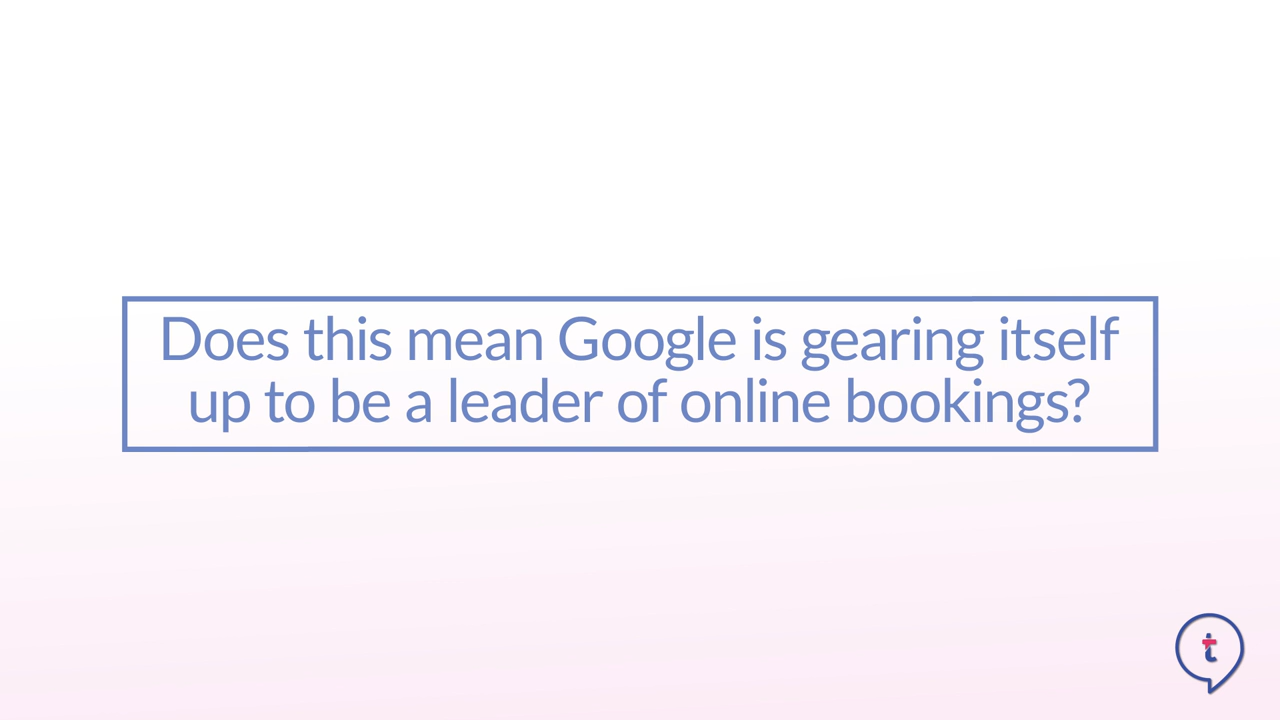 Does this mean Google is gearing itself
up to be a leader of online bookings?
t